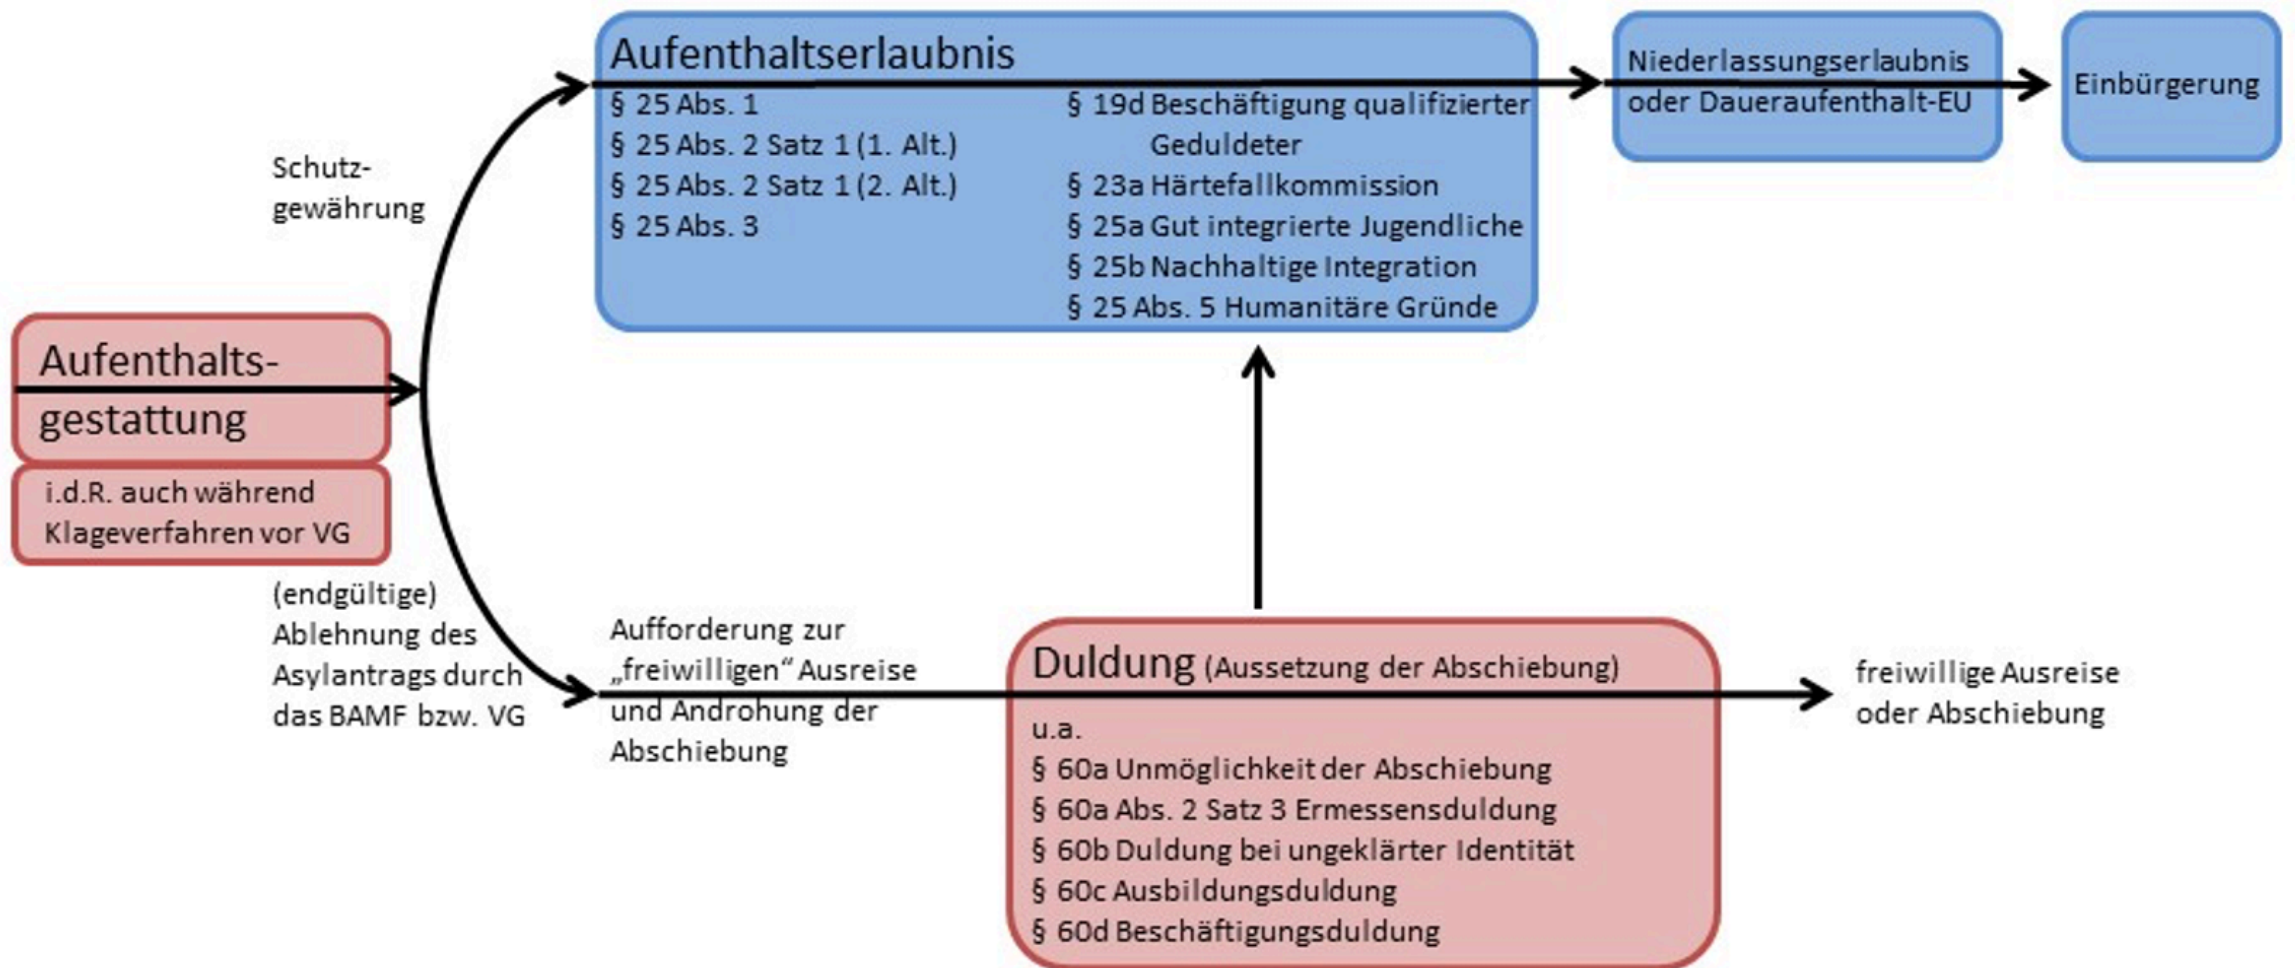 Aufenthaltserlaubnis
§ 25 Abs. 1
§ 25 Abs. 2 Satz 1 (1. Alt.)
§ 25 Abs. 2 Satz 1 (2. Alt.)
§ 25 Abs. 3
§ 19d Beschäftigung qualifizierter
Geduldeter
§ 23a Härtefallkommission
§ 25a Gut integrierte Jugendliche
§ 25b Nachhaltige Integration
§ 25 Abs. 5 Humanitäre Gründe
Niederlassungserlaubnis
oder Daueraufenthalt-EU
Einbürgerung
Schutz-
gewährung
Aufenthalts-
gestattung
i.d.R. auch während
Klageverfahren vor VG
(endgültige)
Ablehnung des
Asylantrags durch
das BAMF bzw. VG
Aufforderung zur
„freiwilligen“ Ausreise
und Androhung der
Abschiebung
Duldung (Aussetzung der Abschiebung)
u.a.
§ 60a Unmöglichkeit der Abschiebung
§ 60a Abs. 2 Satz 3 Ermessensduldung
§ 60b Duldung bei ungeklärter Identität
§ 60c Ausbildungsduldung
§ 60d Beschäftigungsduldung
freiwillige Ausreise
oder Abschiebung